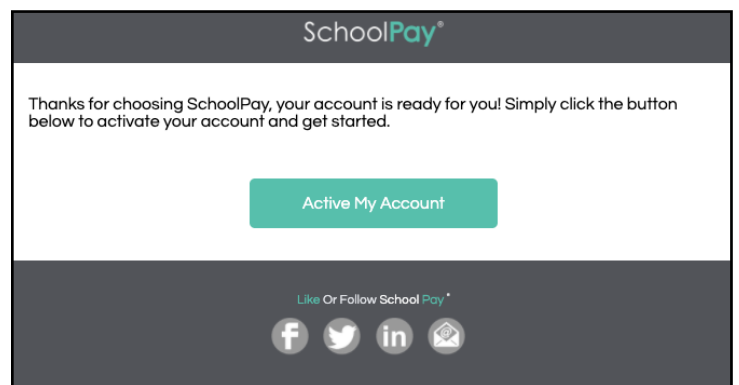 SchoolPay®
Thanks for choosing SchoolPay, your account is ready for you! Simply click the button
below to activate your account and get started.
Active My Account
Like Or Follow School Pay®